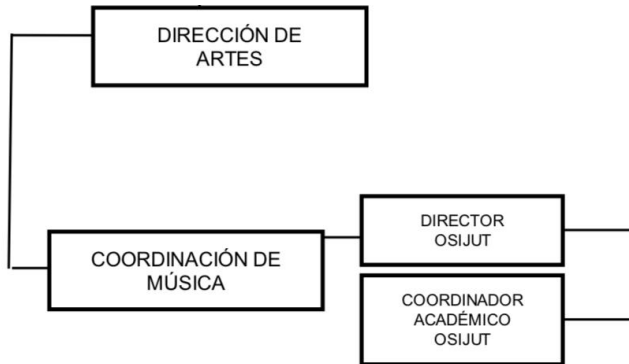 DIRECCIÓN DE
ARTES
COORDINACIÓN DE
MÚSICA
DIRECTOR
OSIJUT
COORDINADOR
ACADÉMICO
OSIJUT